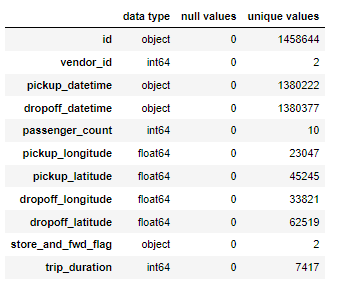 data type null values unique values
id object 0 1458644
vendor_id int64 0 2
pickup_datetime object 0 1380222
dropoff_datetime object 0 1380377
passenger_count int64 0 10
pickup_longitude float64 0 23047
pickup_latitude float64 0 45245
dropoff_longitude float64 0 33821
dropoff_latitude float64 0 62519
store_and_fwd_flag object 0 2
trip_duration int64 0 7417